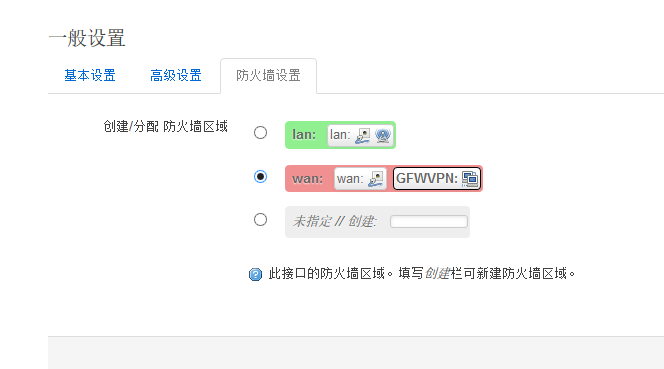 一般设置
基本设置 高级设置 防火墙设置
创建/分配 防火墙区域
lan: lan:
wan: wan: GFWVPN:
未指定 // 创建:
此接口的防火墙区域。填写创建栏可新建防火墙区域。